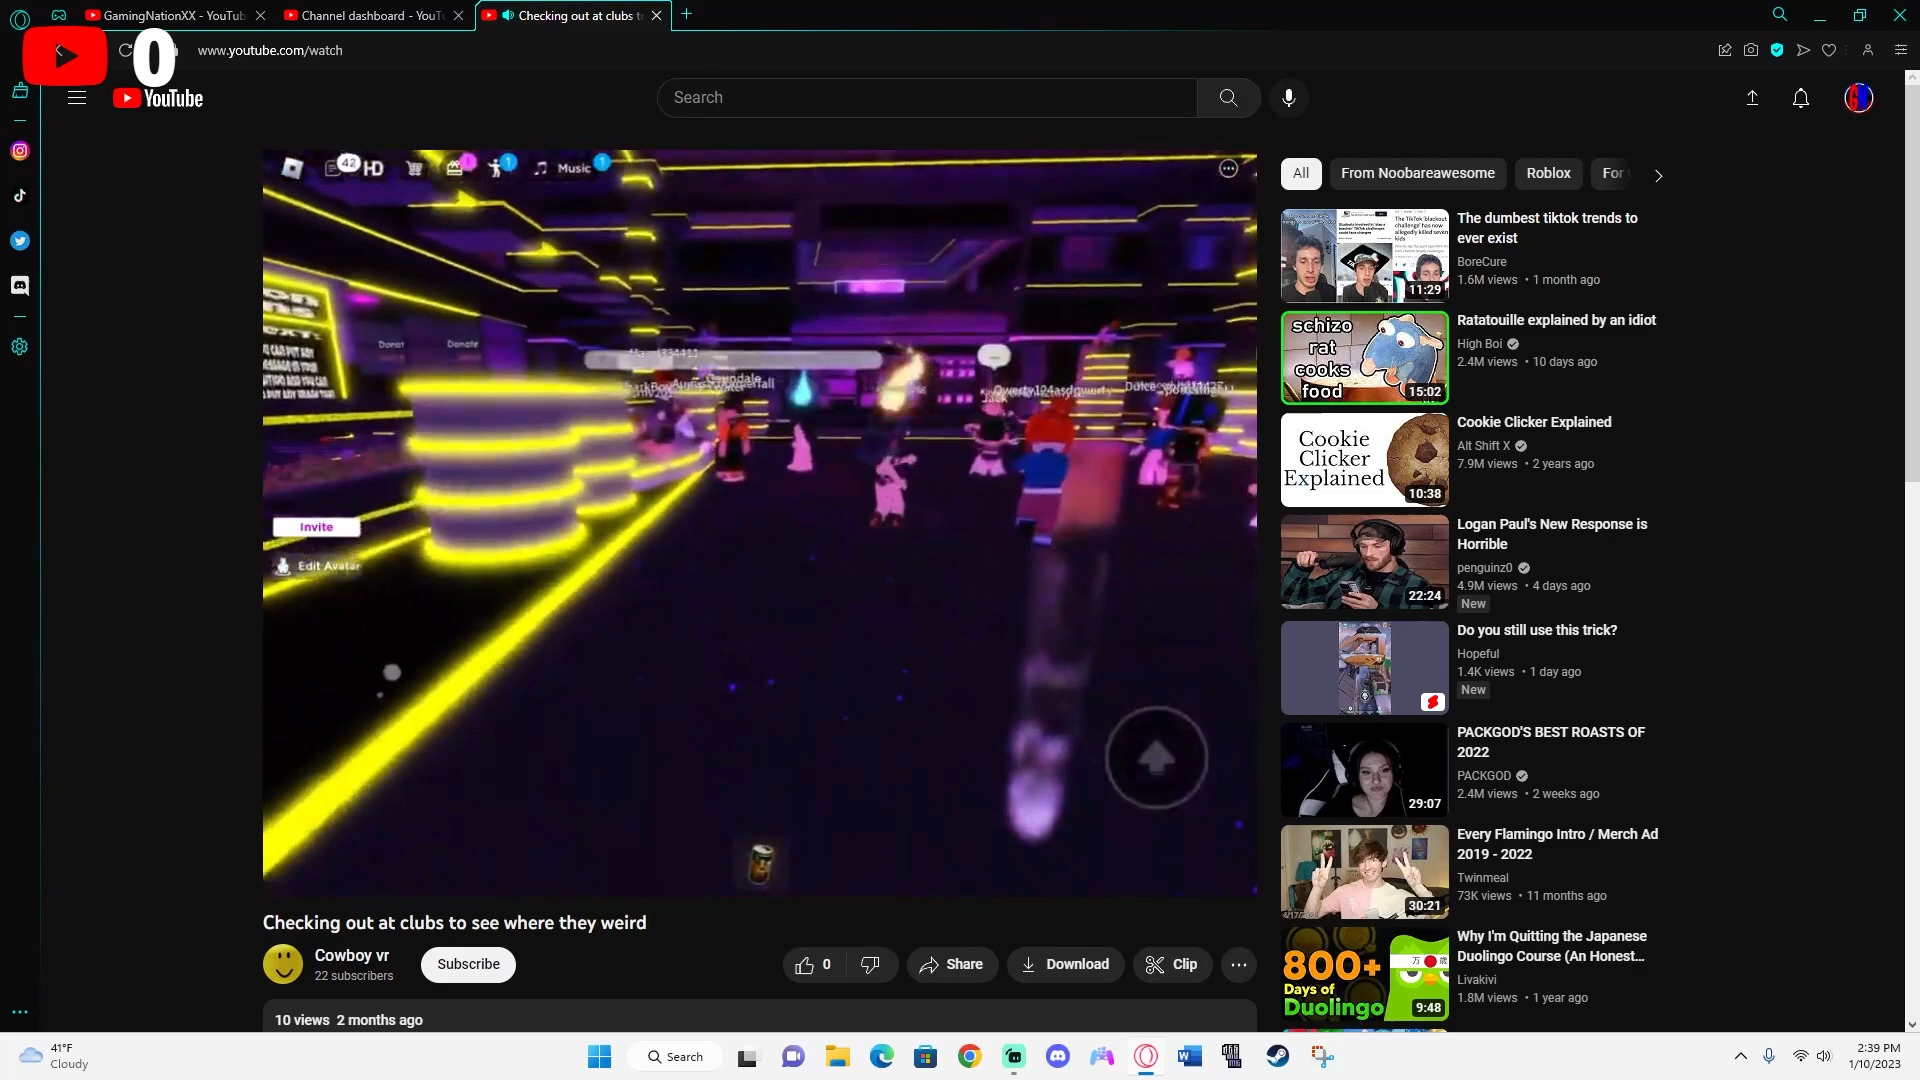 GamingNationXX - YouTub
Channel dashboard - YouTu
Checking out at clubs t
0
www.youtube.com/watch
YouTube
Search
42
HD
1
1
Music
1
Donat
Donate
Invite
Edit Avatar
Checking out at clubs to see where they weird
Cowboy vr
22 subscribers
Subscribe
0
Share
Download
Clip
10 views 2 months ago
All
From Noobareawesome
Roblox
For
The dumbest tiktok trends to
ever exist
BoreCure
1.6M views • 1 month ago
11:29
schizo
rat
cooks
food
15:02
Ratatouille explained by an idiot
High Boi
2.4M views • 10 days ago
Cookie
Clicker
Explained
10:38
Cookie Clicker Explained
Alt Shift X
7.9M views • 2 years ago
22:24
Logan Paul's New Response is
Horrible
penguinz0
4.9M views • 4 days ago
New
Do you still use this trick?
Hopeful
1.4K views • 1 day ago
New
29:07
PACKGOD'S BEST ROASTS OF
2022
PACKGOD
2.4M views • 2 weeks ago
30:21
Every Flamingo Intro / Merch Ad
2019 - 2022
Twinmeal
73K views • 11 months ago
800+
Days of
Duolingo
9:48
Why I'm Quitting the Japanese
Duolingo Course (An Honest...
Livakivi
1.8M views • 1 year ago
41°F
Cloudy
Search
2:39 PM
1/10/2023